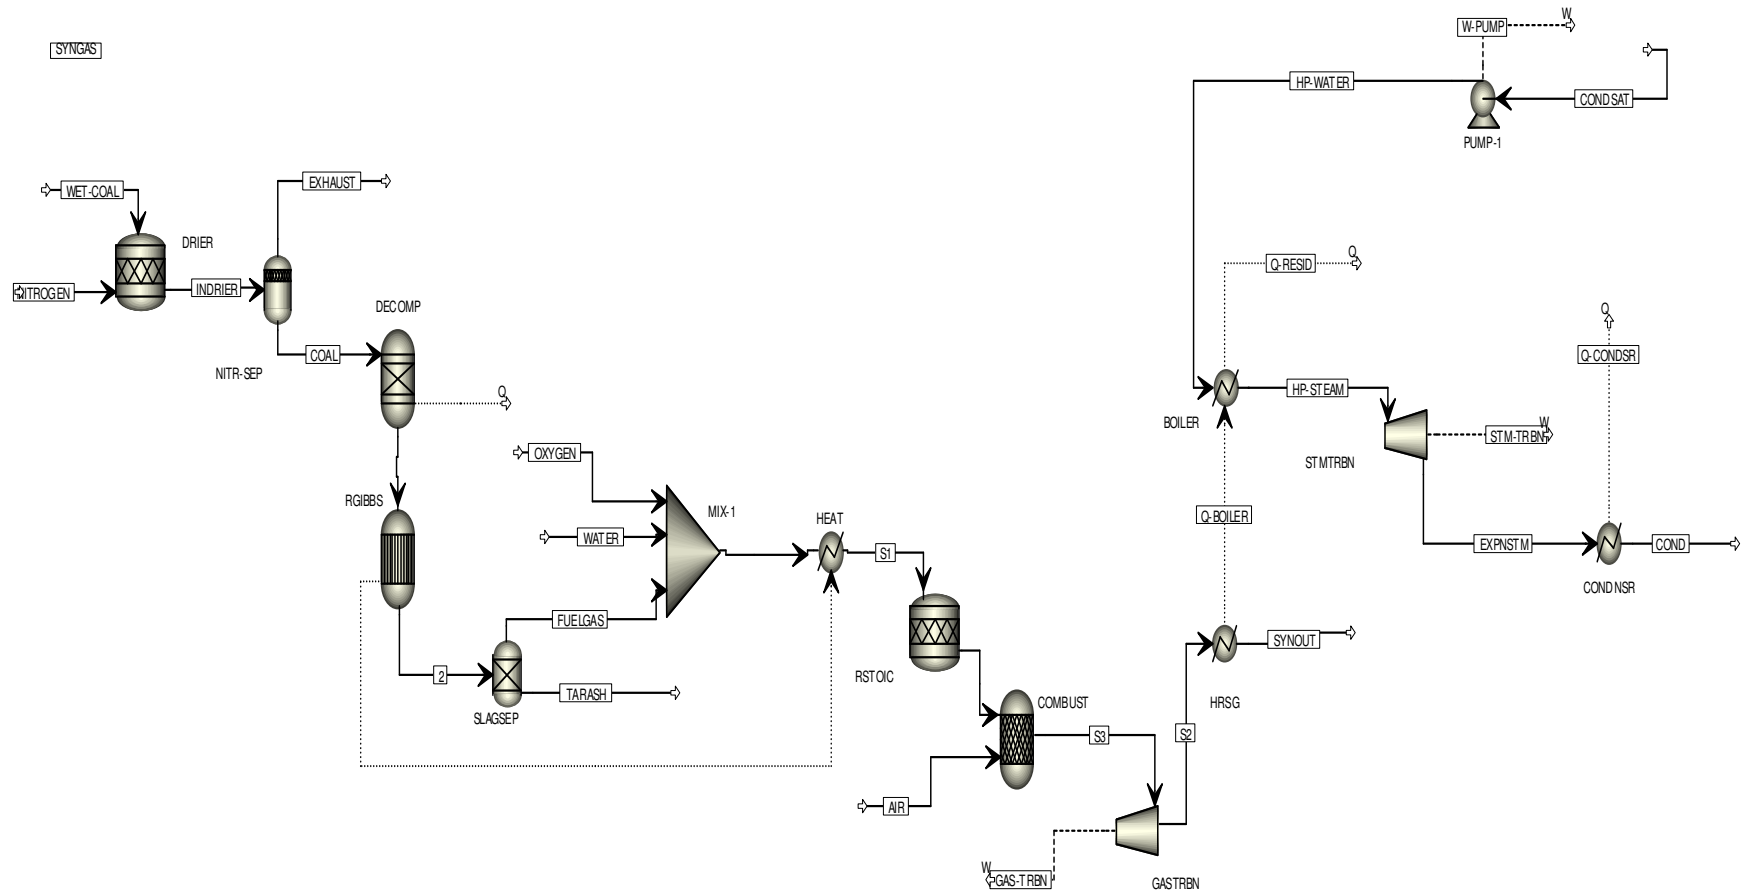 SYNGAS
W
W-PUMP
HP-WATER
CONDSAT
PUMP-1
WET-COAL
EXHAUST
DRIER
NITROGEN
INDRIER
DECOMP
COAL
NITR-SEP
Q
Q-RESID
Q
Q
Q-CONDSR
HP-STEAM
BOILER
W
STM-TRBN
STMTRBN
OXYGEN
RGIBBS
MIX-1
HEAT
Q-BOILER
WATER
S1
EXPNSTM
COND
CONDNSR
FUELGAS
SYNOUT
2
RSTOIC
TARASH
SLAGSEP
COMBUST
HRSG
S3
S2
AIR
W
GAS-TRBN
GASTRBN